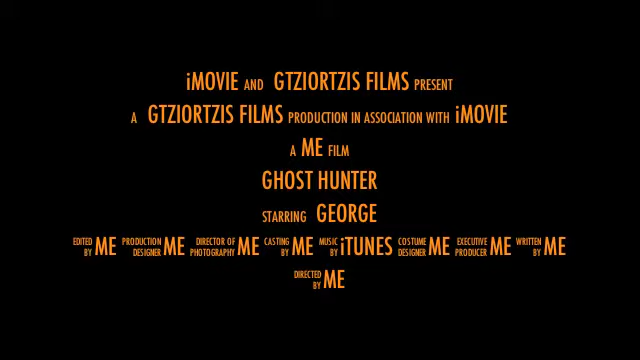 iMOVIE AND GTZIORTZIS FILMS PRESENT
A GTZIORTZIS FILMS PRODUCTION IN ASSOCIATION WITH iMOVIE
A ME FILM
GHOST HUNTER
STARRING GEORGE
EDITED BY ME PRODUCTION DESIGNER ME DIRECTOR OF PHOTOGRAPHY ME CASTING BY ME MUSIC BY iTUNES COSTUME DESIGNER ME EXECUTIVE PRODUCER ME WRITTEN BY ME
DIRECTED BY ME